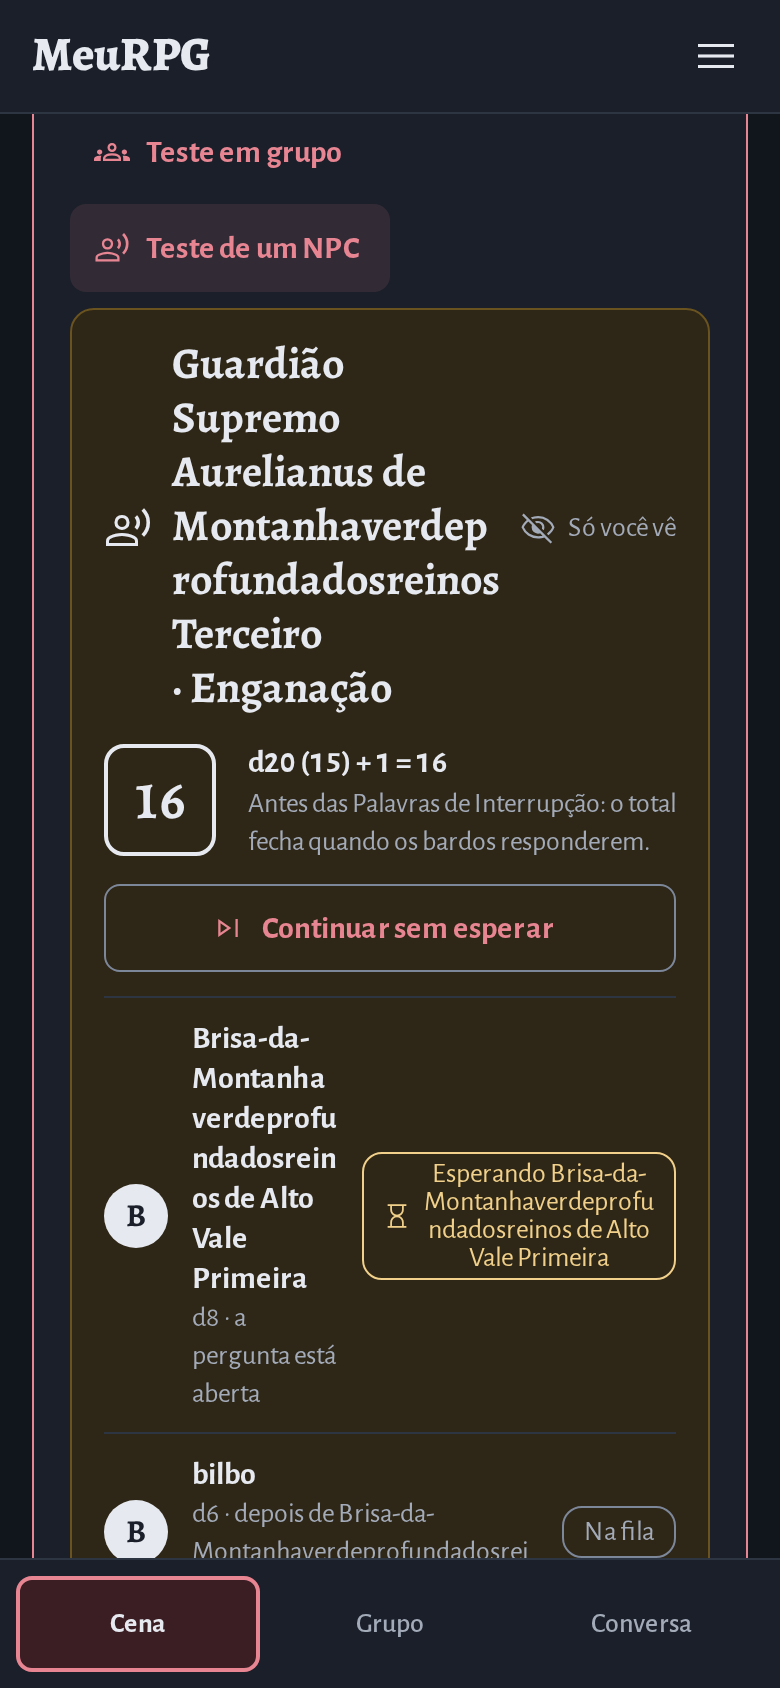 MeuRPG
Teste em grupo
Teste de um NPC
Guardião
Supremo
Aurelianus de
Montanhaverdep
rofundadosreinos
Terceiro
· Enganação
Só você vê
16
d20 (15) + 1 = 16
Antes das Palavras de Interrupção: o total
fecha quando os bardos responderem.
Continuar sem esperar
B
Brisa-da-
Montanha
verdeprofu
ndadosrein
os de Alto
Vale
Primeira
d8 · a
pergunta está
aberta
Esperando Brisa-da-
Montanhaverdeprofu
ndadosreinos de Alto
Vale Primeira
B
bilbo
d6 · depois de Brisa-da-
Montanhaverdeprofundadosrei
Na fila
Cena
Grupo
Conversa